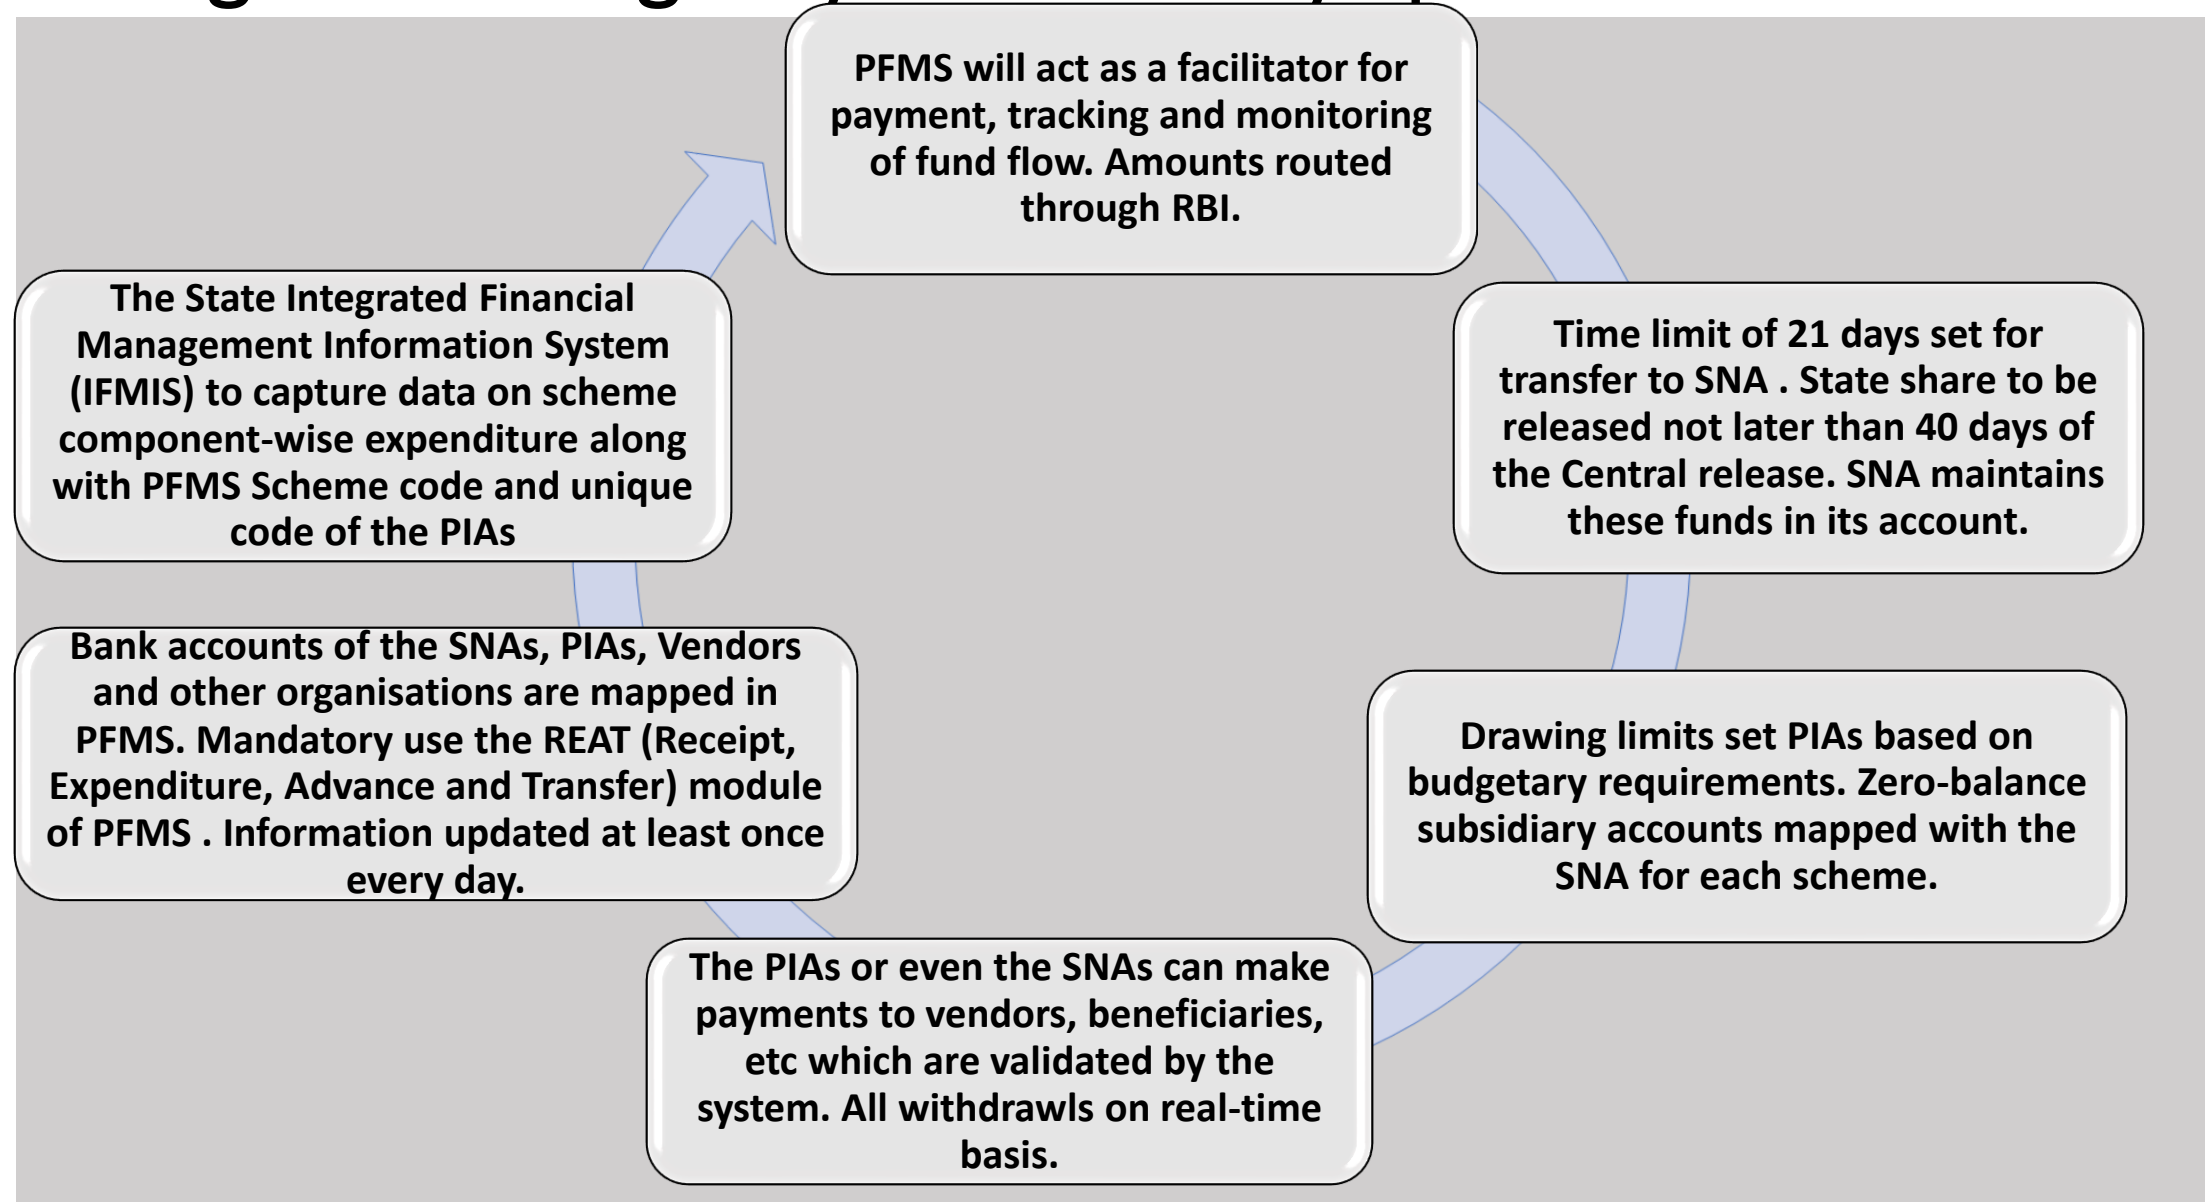 PFMS will act as a facilitator for
payment, tracking and monitoring
of fund flow. Amounts routed
through RBI.
Time limit of 21 days set for
transfer to SNA . State share to be
released not later than 40 days of
the Central release. SNA maintains
these funds in its account.
Drawing limits set PIAs based on
budgetary requirements. Zero-balance
subsidiary accounts mapped with the
SNA for each scheme.
The PIAs or even the SNAs can make
payments to vendors, beneficiaries,
etc which are validated by the
system. All withdrawls on real-time
basis.
Bank accounts of the SNAs, PIAs, Vendors
and other organisations are mapped in
PFMS. Mandatory use the REAT (Receipt,
Expenditure, Advance and Transfer) module
of PFMS . Information updated at least once
every day.
The State Integrated Financial
Management Information System
(IFMIS) to capture data on scheme
component-wise expenditure along
with PFMS Scheme code and unique
code of the PIAs